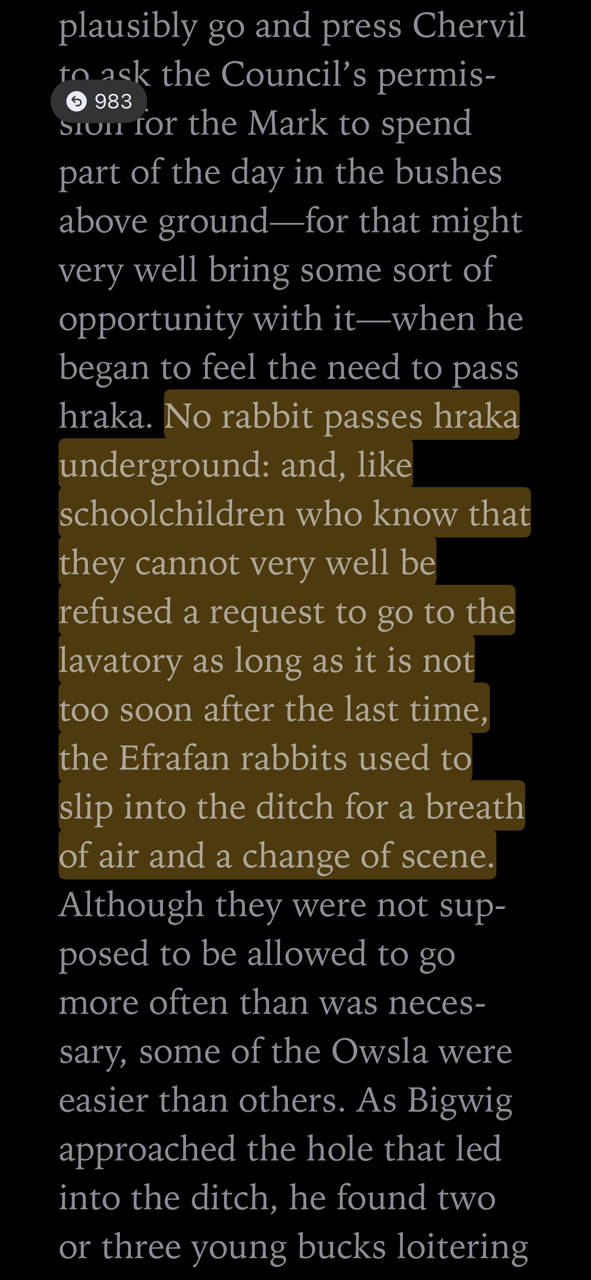 plausibly go and press Chervil
to ask the Council’s permis-
983
sion for the Mark to spend
part of the day in the bushes
above ground—for that might
very well bring some sort of
opportunity with it—when he
began to feel the need to pass
hraka. No rabbit passes hraka
underground: and, like
schoolchildren who know that
they cannot very well be
refused a request to go to the
lavatory as long as it is not
too soon after the last time,
the Efrafan rabbits used to
slip into the ditch for a breath
of air and a change of scene.
Although they were not sup-
posed to be allowed to go
more often than was neces-
sary, some of the Owsla were
easier than others. As Bigwig
approached the hole that led
into the ditch, he found two
or three young bucks loitering